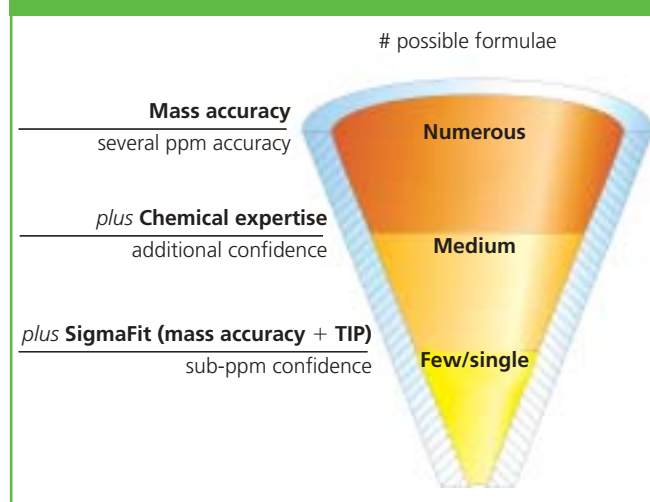 # possible formulae
Mass accuracy
several ppm accuracy
Numerous
plus Chemical expertise
additional confidence
Medium
plus SigmaFit (mass accuracy + TIP)
sub-ppm confidence
Few/single